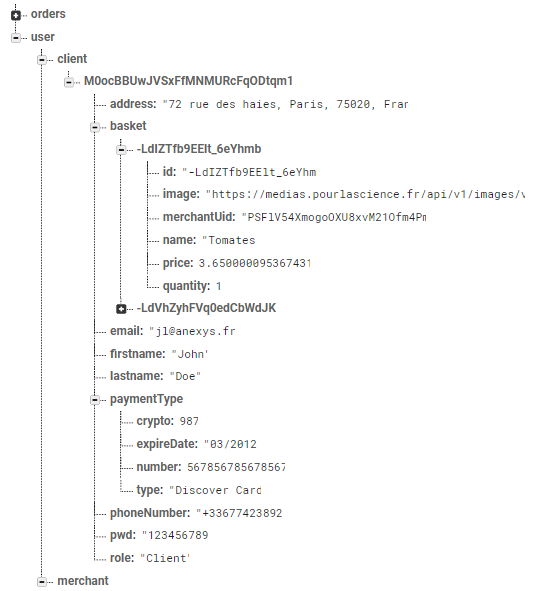 orders
user
client
M0ocBBUwJVSxFfMNMURcFqODtqm1
address: "72 rue des haies, Paris, 75020, Fran
basket
-LdIZTfb9EElt_6eYhmb
id: "-LdIZTfb9EElt_6eYhm
image: "https://medias.pourlascience.fr/api/v1/images/v
merchantUid: "PSFlV54XmogoOXU8xvM21Ofm4Pm
name: "Tomates
price: 3.650000095367431
quantity: 1
-LdVhZyhFVq0edCbWdJK
email: "jl@anexys.fr
firstname: "John"
lastname: "Doe"
paymentType
crypto: 987
expireDate: "03/2012
number: 567856785678567
type: "Discover Card
phoneNumber: "+33677423892
pwd: "123456789
role: "Client"
merchant